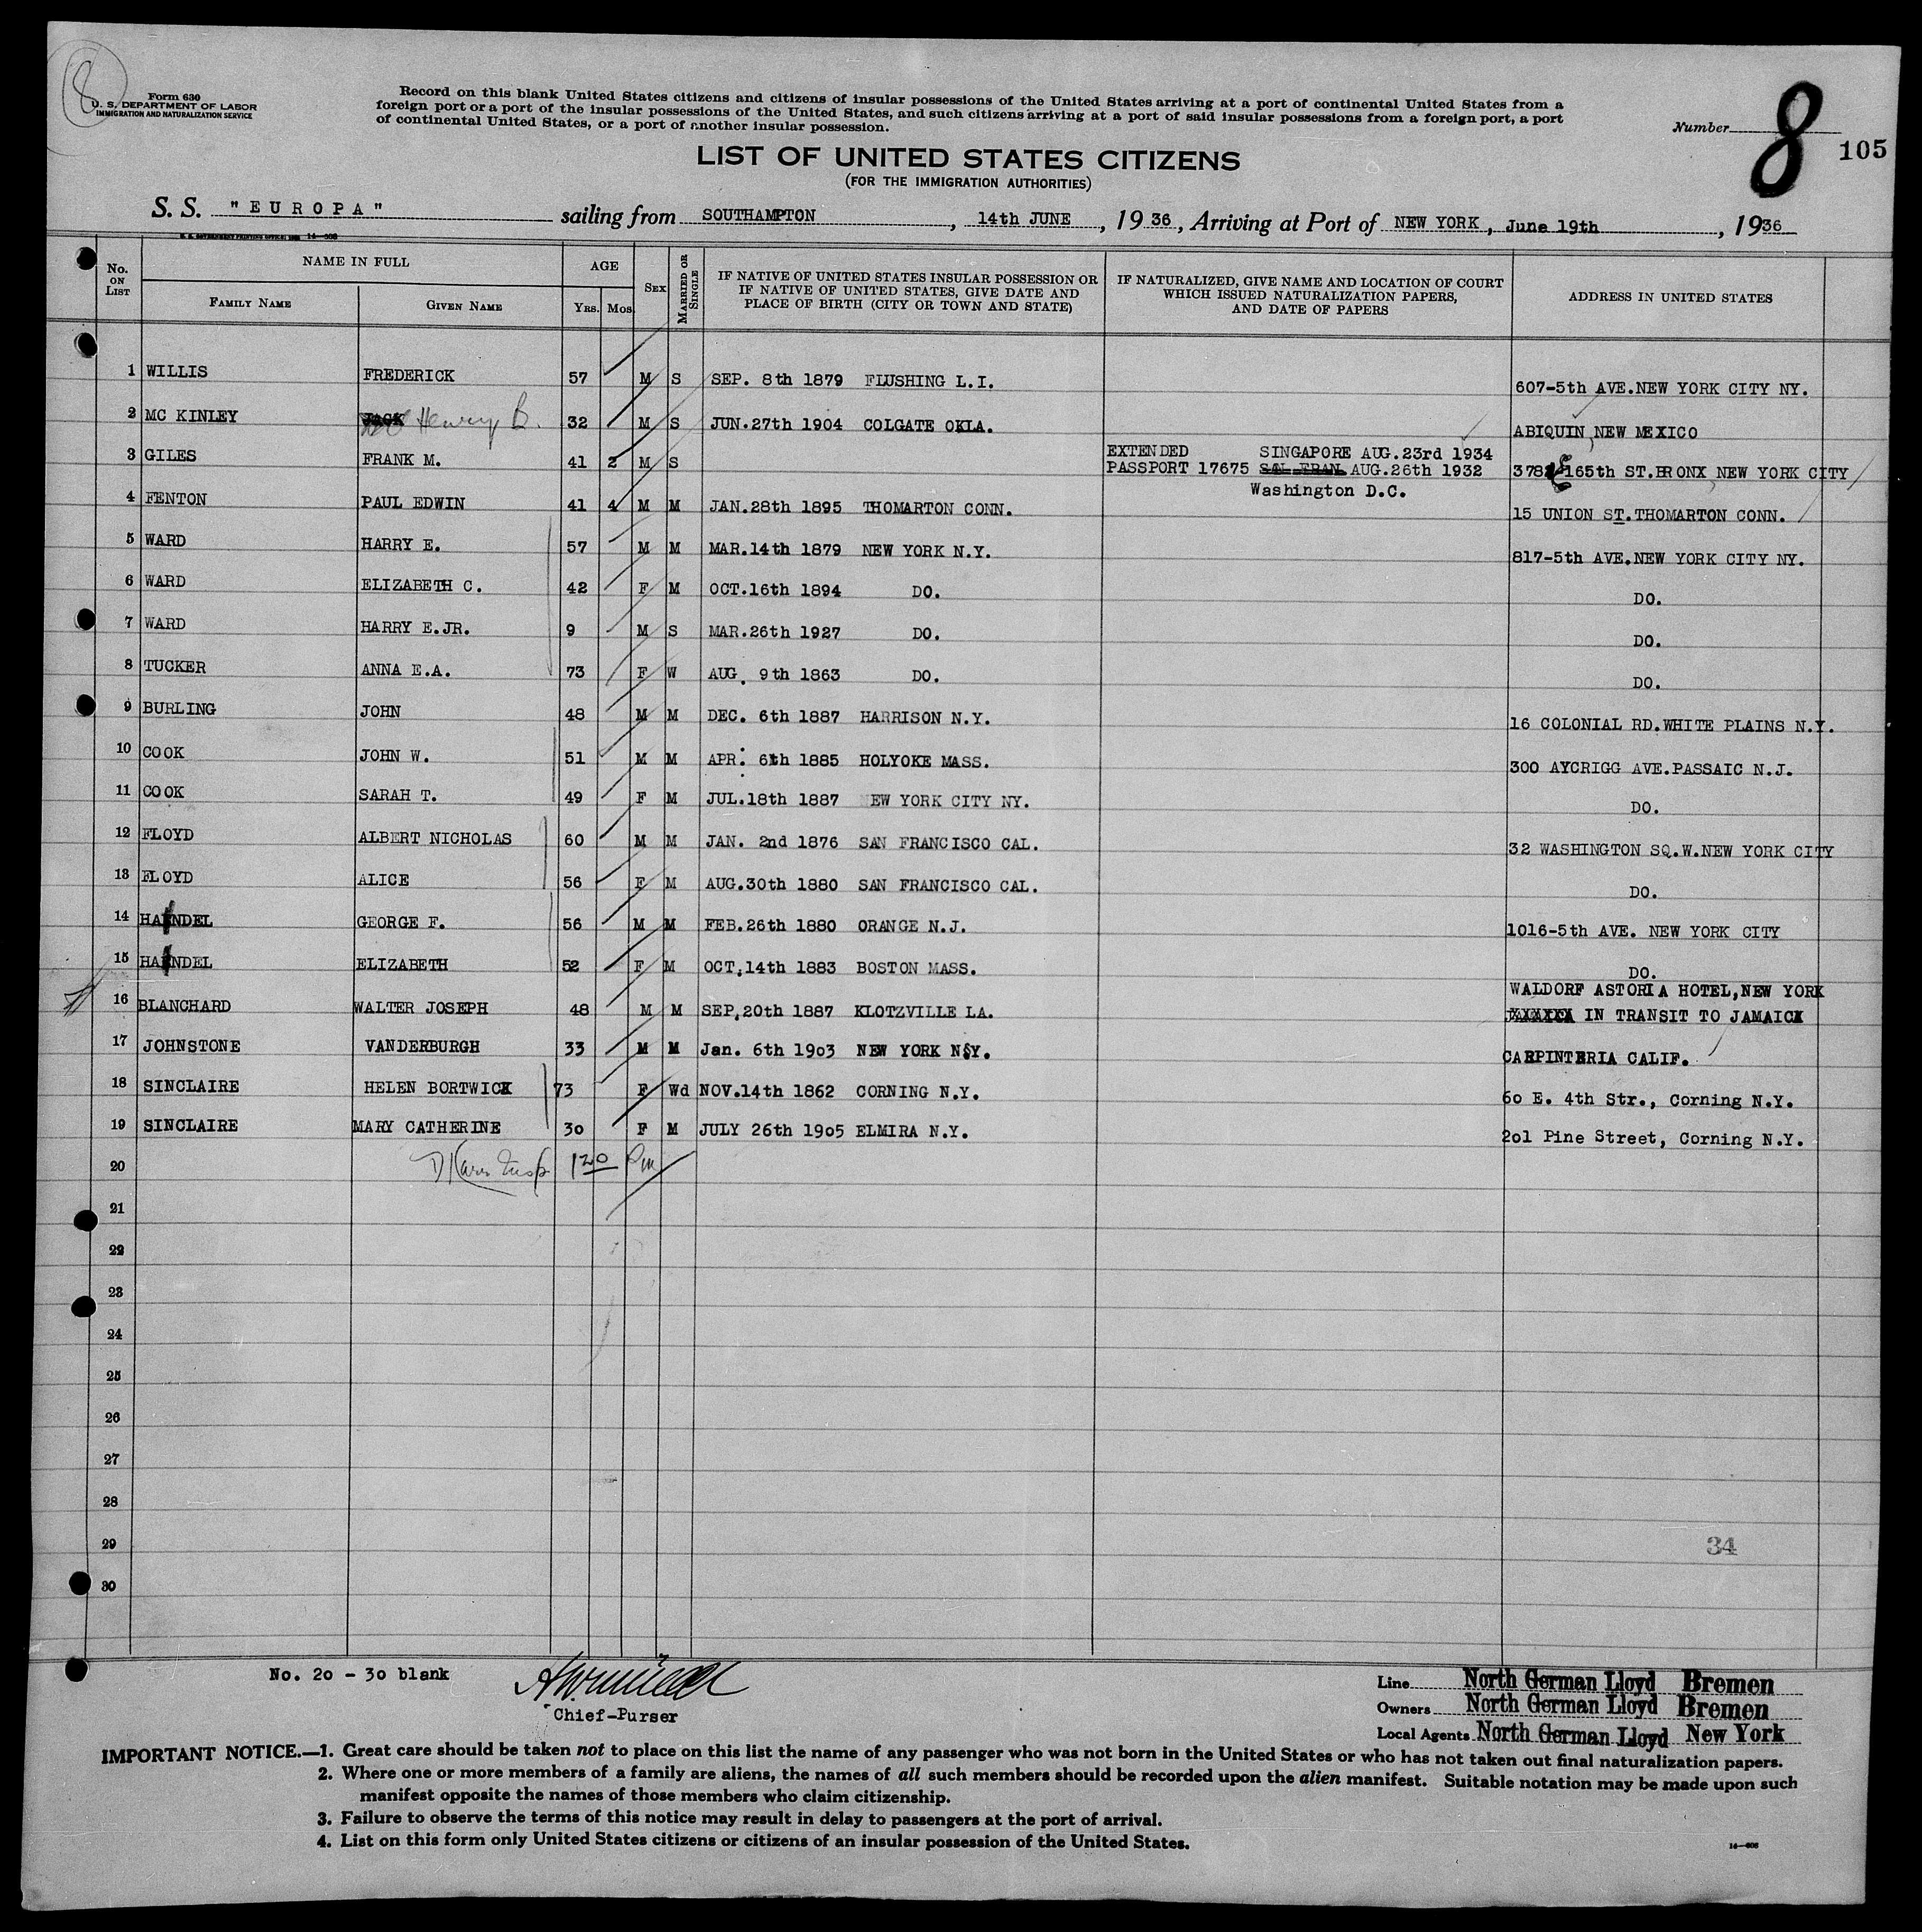 8
Form 630
U. S. DEPARTMENT OF LABOR
IMMIGRATION AND NATURALIZATION SERVICE
Record on this blank United States citizens and citizens of insular possessions of the United States arriving at a port of continental United States from a
foreign port or a port of the insular possessions of the United States, and such citizens arriving at a port of said insular possessions from a foreign port, a port
of continental United States, or a port of another insular possession.
Number 8
105
LIST OF UNITED STATES CITIZENS
(FOR THE IMMIGRATION AUTHORITIES)
S. S. "EUROPA" sailing from SOUTHAMPTON, 14th JUNE, 1936, Arriving at Port of NEW YORK, June 19th, 1936
No. ON LIST NAME IN FULL FAMILY NAME GIVEN NAME AGE YRS. MOS. SEX MARRIED OR SINGLE IF NATIVE OF UNITED STATES INSULAR POSSESSION OR IF NATIVE OF UNITED STATES, GIVE DATE AND PLACE OF BIRTH (CITY OR TOWN AND STATE) IF NATURALIZED, GIVE NAME AND LOCATION OF COURT WHICH ISSUED NATURALIZATION PAPERS, AND DATE OF PAPERS ADDRESS IN UNITED STATES
1 WILLIS FREDERICK 57 M S SEP. 8th 1879 FLUSHING L.I. 607-5th AVE.NEW YORK CITY NY.
2 MC KINLEY JACK Henry B. 32 M S JUN.27th 1904 COLGATE OKLA. ABIQUIN, NEW MEXICO
3 GILES FRANK M. 41 2 M S EXTENDED SINGAPORE AUG.23rd 1934
PASSPORT 17675 SAN FRAN. AUG.26th 1932 378 E 165th ST.BRONX NEW YORK CITY
Washington D.C.
4 FENTON PAUL EDWIN 41 4 M M JAN.28th 1895 THOMARTON CONN. 15 UNION ST.THOMARTON CONN.
5 WARD HARRY E. 57 M M MAR.14th 1879 NEW YORK N.Y. 817-5th AVE.NEW YORK CITY NY.
6 WARD ELIZABETH C. 42 F M OCT.16th 1894 DO. DO.
7 WARD HARRY E.JR. 9 M S MAR.26th 1927 DO. DO.
8 TUCKER ANNA E.A. 73 F W AUG. 9th 1863 DO. DO.
9 BURLING JOHN 48 M M DEC. 6th 1887 HARRISON N.Y. 16 COLONIAL RD.WHITE PLAINS N.Y.
10 COOK JOHN W. 51 M M APR. 6th 1885 HOLYOKE MASS. 300 AYCRIGG AVE.PASSAIC N.J.
11 COOK SARAH T. 49 F M JUL.18th 1887 NEW YORK CITY NY. DO.
12 FLOYD ALBERT NICHOLAS 60 M M JAN. 2nd 1876 SAN FRANCISCO CAL. 32 WASHINGTON SQ.W.NEW YORK CITY
13 FLOYD ALICE 56 F M AUG.30th 1880 SAN FRANCISCO CAL. DO.
14 HAENDEL GEORGE F. 56 M M FEB.26th 1880 ORANGE N.J. 1016-5th AVE. NEW YORK CITY
15 HAENDEL ELIZABETH 52 F M OCT.14th 1883 BOSTON MASS. DO.
WALDORF ASTORIA HOTEL,NEW YORK
16 BLANCHARD WALTER JOSEPH 48 M M SEP.20th 1887 KLOTZVILLE LA. IN TRANSIT TO JAMAICA
17 JOHNSTONE VANDERBURGH 33 M M Jan. 6th 1903 NEW YORK N.Y. CARPINTERIA CALIF.
18 SINCLAIRE HELEN BORTWICK 73 F Wd NOV.14th 1862 CORNING N.Y. 60 E. 4th Str., Corning N.Y.
19 SINCLAIRE MARY CATHERINE 30 F M JULY 26th 1905 ELMIRA N.Y. 201 Pine Street, Corning N.Y.
20 Insp 1 20 Pm
21
22
23
24
25
26
27
28
29
34
30
No. 20 - 30 blank
Chief-Purser
Line North German Lloyd Bremen
Owners North German Lloyd Bremen
Local Agents North German Lloyd New York
IMPORTANT NOTICE.—1. Great care should be taken not to place on this list the name of any passenger who was not born in the United States or who has not taken out final naturalization papers.
2. Where one or more members of a family are aliens, the names of all such members should be recorded upon the alien manifest. Suitable notation may be made upon such
manifest opposite the names of those members who claim citizenship.
3. Failure to observe the terms of this notice may result in delay to passengers at the port of arrival.
4. List on this form only United States citizens or citizens of an insular possession of the United States.